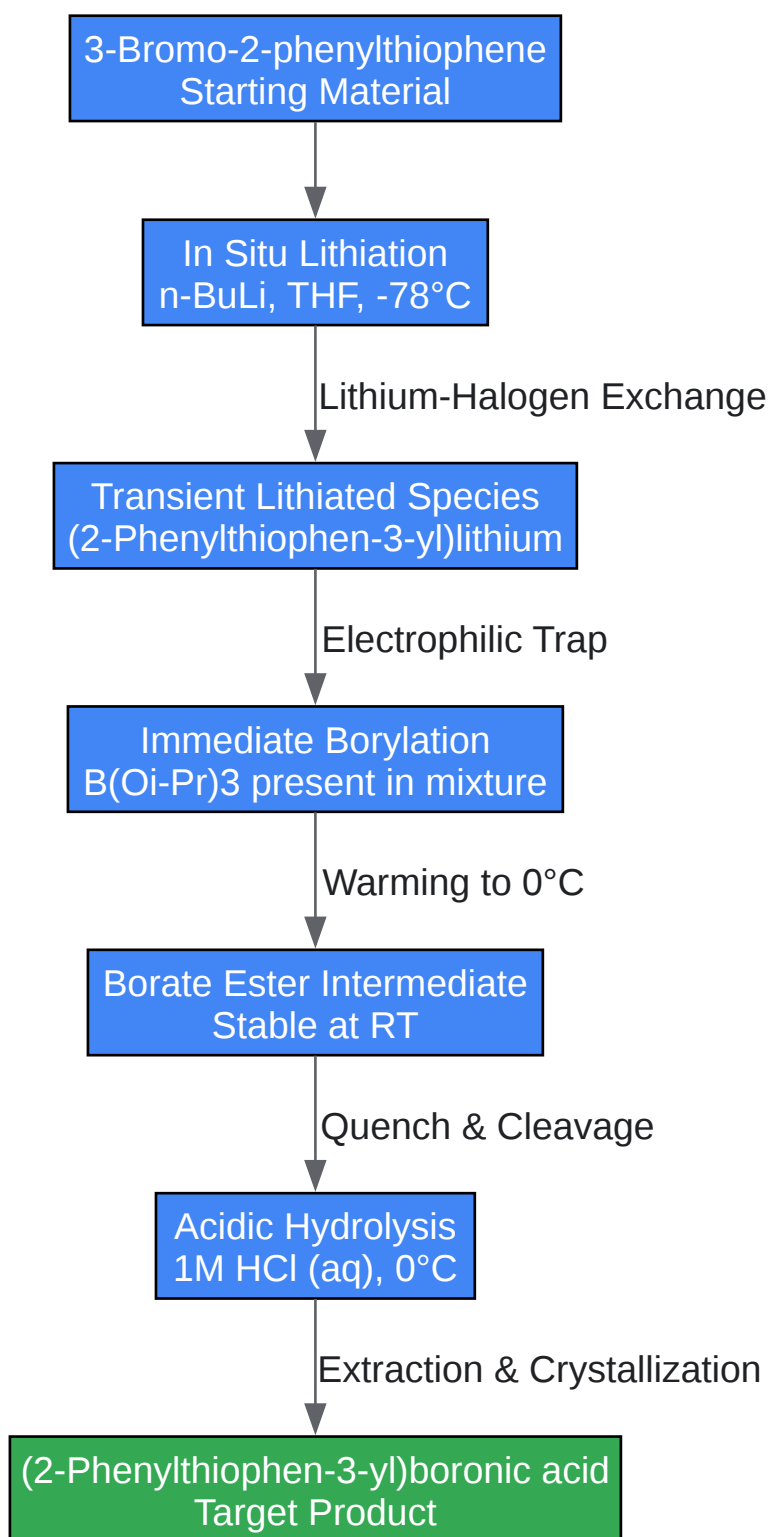 3-Bromo-2-phenylthiophene
Starting Material
In Situ Lithiation
n-BuLi, THF, -78°C
Lithium-Halogen Exchange
Transient Lithiated Species
(2-Phenylthiophen-3-yl)lithium
Electrophilic Trap
Immediate Borylation
B(Oi-Pr)3 present in mixture
Warming to 0°C
Borate Ester Intermediate
Stable at RT
Quench & Cleavage
Acidic Hydrolysis
1M HCl (aq), 0°C
Extraction & Crystallization
(2-Phenylthiophen-3-yl)boronic acid
Target Product